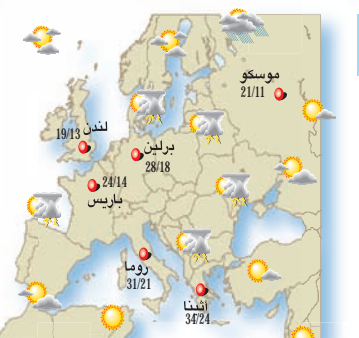 موسكو
21/11
لندن
19/13
برلين
28/18
24/14
باريس
روما
31/21
أثينا
34/24